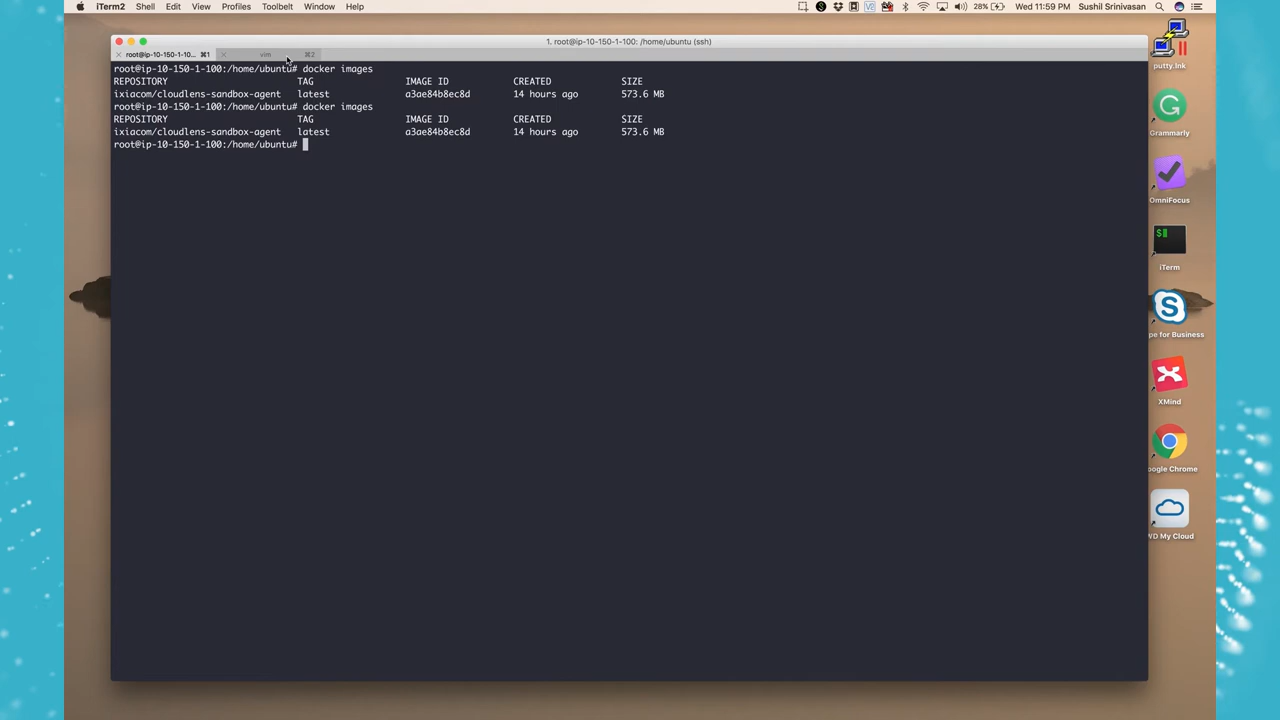 iTerm2 Shell Edit View Profiles Toolbelt Window Help 28% Wed 11:59 PM Sushil Srinivasan
1. root@ip-10-150-1-100: /home/ubuntu (ssh)
root@ip-10-150-1-10... ⌘1 vim ⌘2
root@ip-10-150-1-100:/home/ubuntu# docker images
REPOSITORY TAG IMAGE ID CREATED SIZE
ixiacom/cloudlens-sandbox-agent latest a3ae84b8ec8d 14 hours ago 573.6 MB
root@ip-10-150-1-100:/home/ubuntu# docker images
REPOSITORY TAG IMAGE ID CREATED SIZE
ixiacom/cloudlens-sandbox-agent latest a3ae84b8ec8d 14 hours ago 573.6 MB
root@ip-10-150-1-100:/home/ubuntu#
putty.lnk
Grammarly
OmniFocus
$
iTerm
pe for Business
XMind
oogle Chrome
WD My Cloud